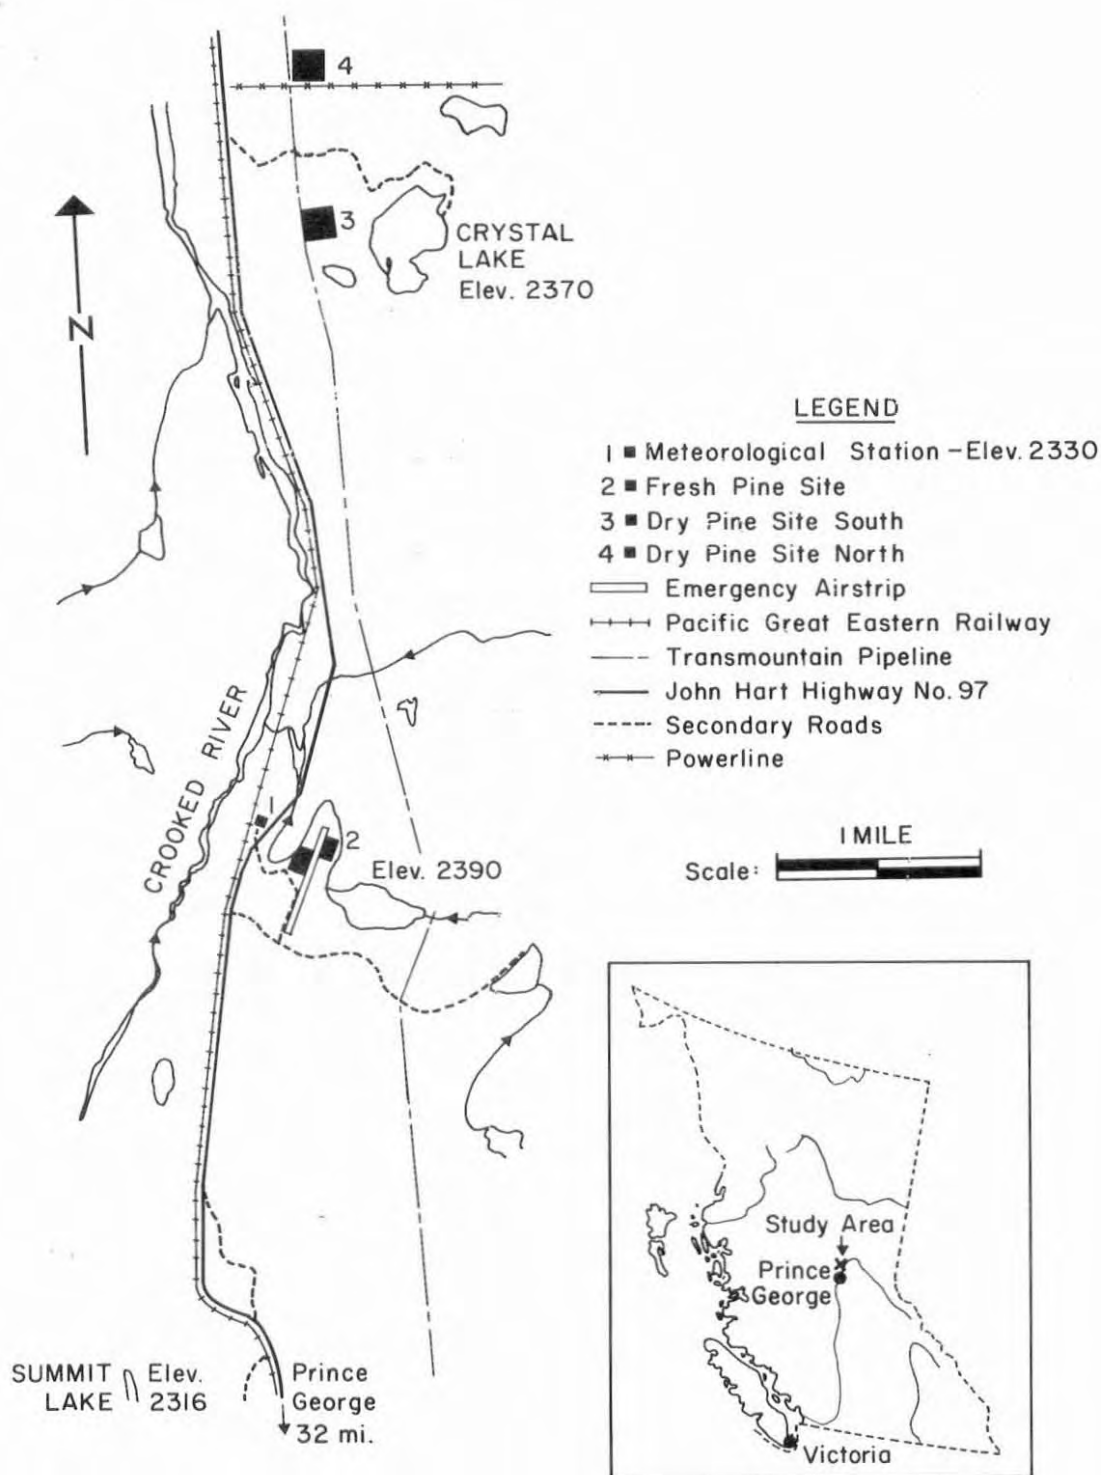 4
3
CRYSTAL
LAKE
Elev. 2370
N
LEGEND
1 Meteorological Station - Elev. 2330
2 Fresh Pine Site
3 Dry Pine Site South
4 Dry Pine Site North
Emergency Airstrip
Pacific Great Eastern Railway
Transmountain Pipeline
John Hart Highway No. 97
Secondary Roads
Powerline
CROOKED RIVER
1
2
Elev. 2390
1 MILE
Scale:
Study Area
Prince
George
Victoria
SUMMIT
LAKE
Elev.
2316
Prince
George
32 mi.